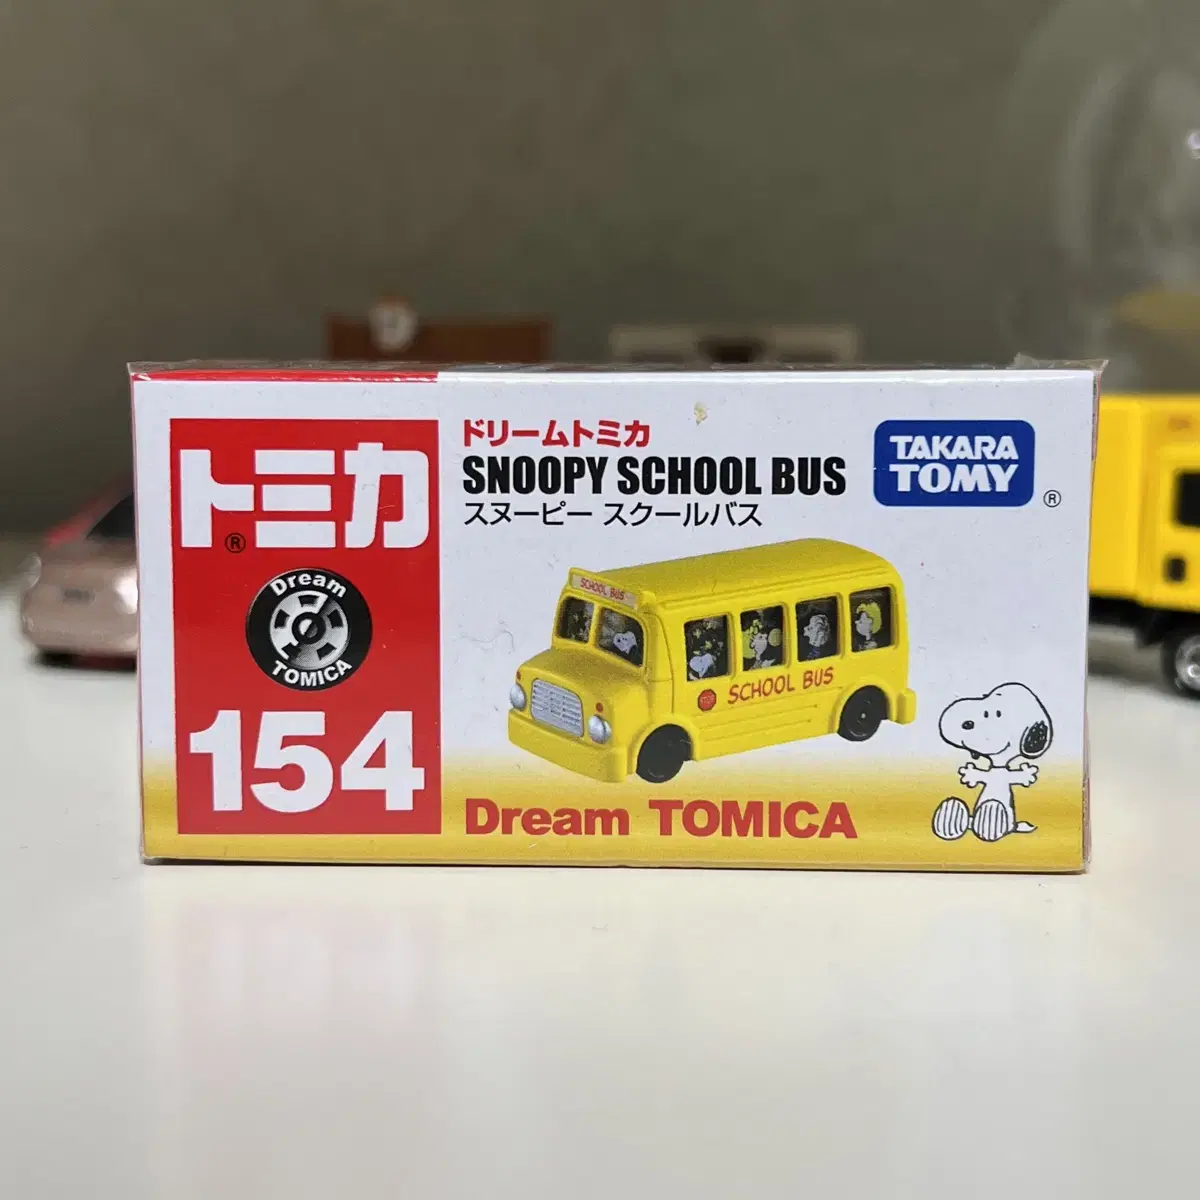 トミカ
®
Dream
TOMICA
154
ドリームトミカ
SNOOPY SCHOOL BUS
スヌーピー スクールバス
TAKARA
TOMY
®
SCHOOL BUS
STOP
SCHOOL BUS
Dream TOMICA